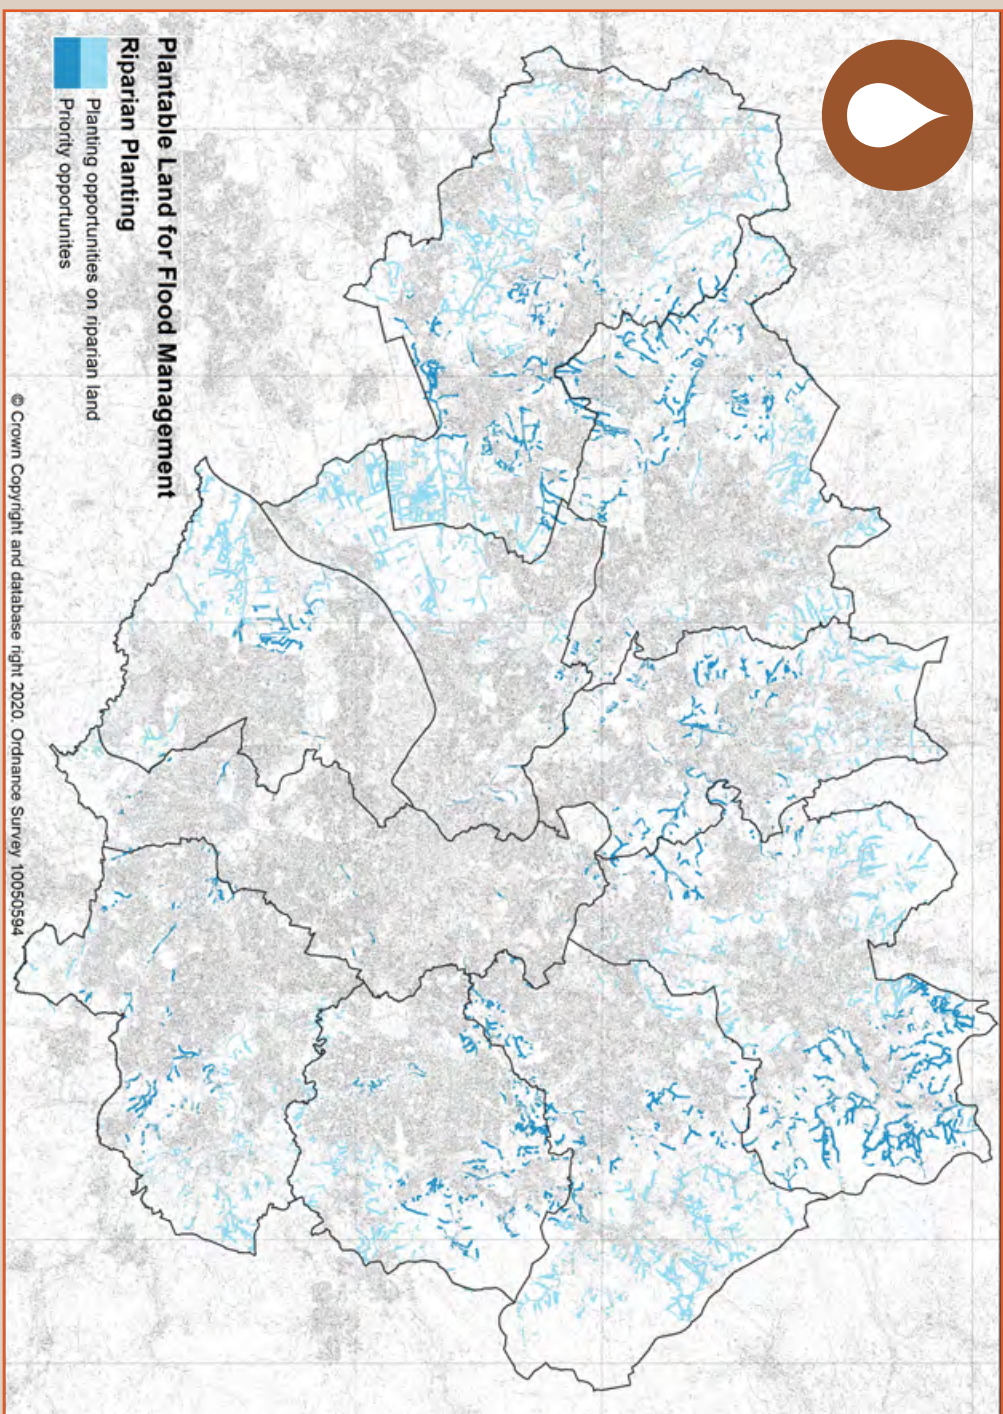 Plantable Land for Flood Management
Riparian Planting
Planting opportunities on riparian land
Priority opportunites
© Crown Copyright and database right 2020. Ordnance Survey 10050594